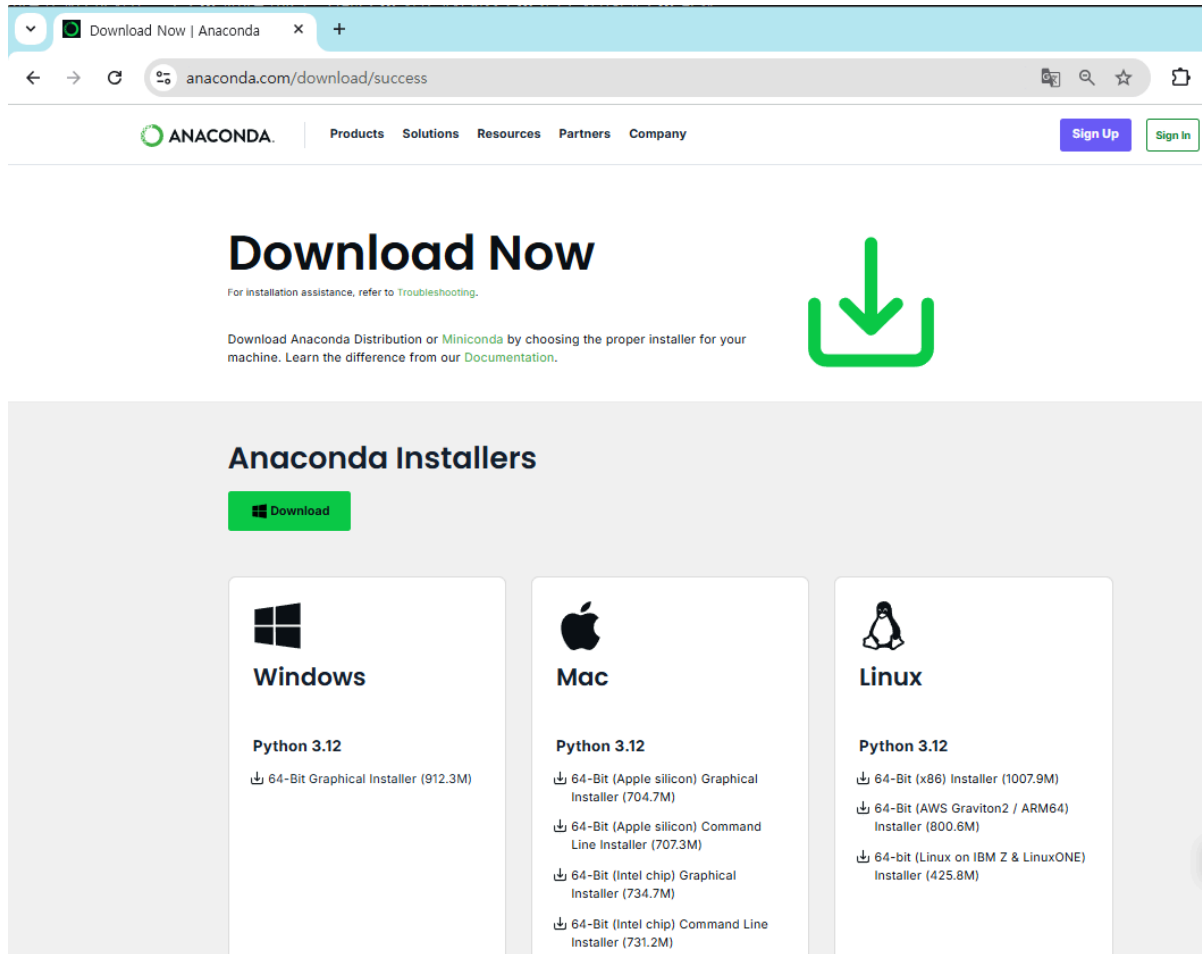 Download Now | Anaconda
anaconda.com/download/success
ANACONDA.
Products Solutions Resources Partners Company
Sign Up
Sign In
Download Now
For installation assistance, refer to Troubleshooting.
Download Anaconda Distribution or Miniconda by choosing the proper installer for your
machine. Learn the difference from our Documentation.
Anaconda Installers
Download
Windows
Python 3.12
64-Bit Graphical Installer (912.3M)
Mac
Python 3.12
64-Bit (Apple silicon) Graphical
Installer (704.7M)
64-Bit (Apple silicon) Command
Line Installer (707.3M)
64-Bit (Intel chip) Graphical
Installer (734.7M)
64-Bit (Intel chip) Command Line
Installer (731.2M)
Linux
Python 3.12
64-Bit (x86) Installer (1007.9M)
64-Bit (AWS Graviton2 / ARM64)
Installer (800.6M)
64-bit (Linux on IBM Z & LinuxONE)
Installer (425.8M)